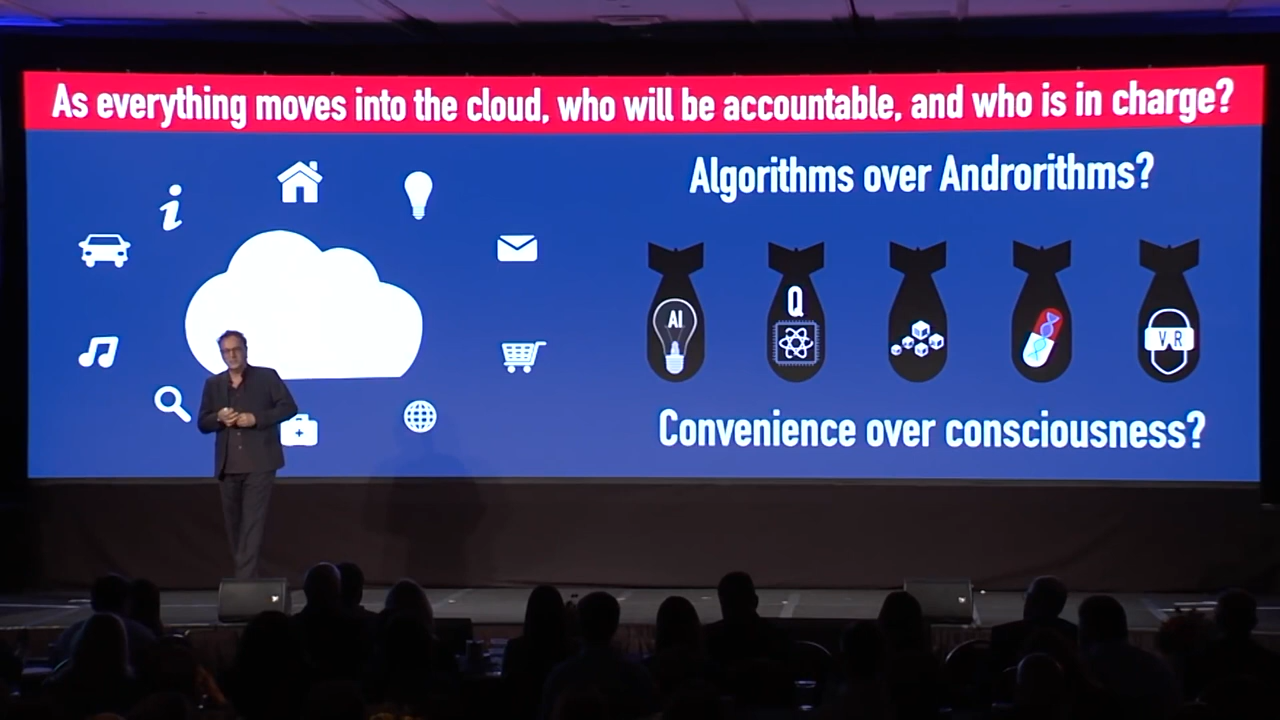 As everything moves into the cloud, who will be accountable, and who is in charge?
Algorithms over Androrithms?
AI
Q
VR
Convenience over consciousness?